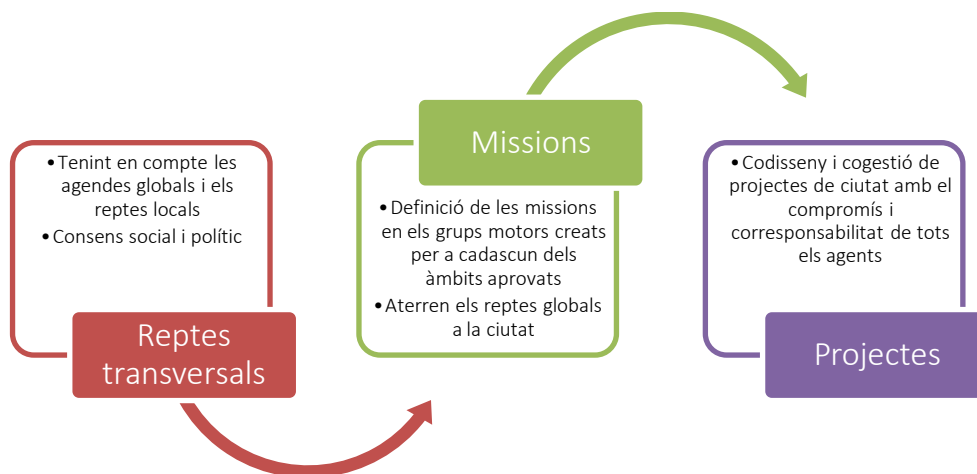 •Tenint en compte les
agendes globals i els
reptes locals
•Consens social i polític
Reptes
transversals
Missions
•Definició de les missions
en els grups motors creats
per a cadascun dels
àmbits aprovats
•Aterren els reptes globals
a la ciutat
•Codisseny i cogestió de
projectes de ciutat amb el
compromís i
corresponsabilitat de tots
els agents
Projectes